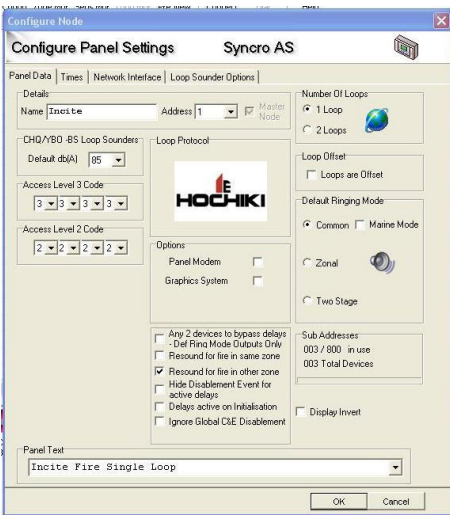 Configure Node
Configure Panel Settings Syncro AS
Panel Data Times Network Interface Loop Sounder Options
Details
Name Incite Address 1 Master Node
Number Of Loops
1 Loop
2 Loops
CHQ/YBO -BS Loop Sounders
Default db(A) 85
Loop Protocol
HOCHIKI
Loop Offset
Loops are Offset
Access Level 3 Code
3 3 3 3
Default Ringing Mode
Common Marine Mode
Zonal
Two Stage
Access Level 2 Code
2 2 2 2
Options
Panel Modem
Graphics System
Any 2 devices to bypass delays
- Def Ring Mode Outputs Only
Resound for fire in same zone
Resound for fire in other zone
Hide Disablement Event for
active delays
Delays active on Initialisation
Ignore Global C&E Disablement
Sub Addresses
003 / 800 in use
003 Total Devices
Display Invert
Panel Text
Incite Fire Single Loop
OK Cancel